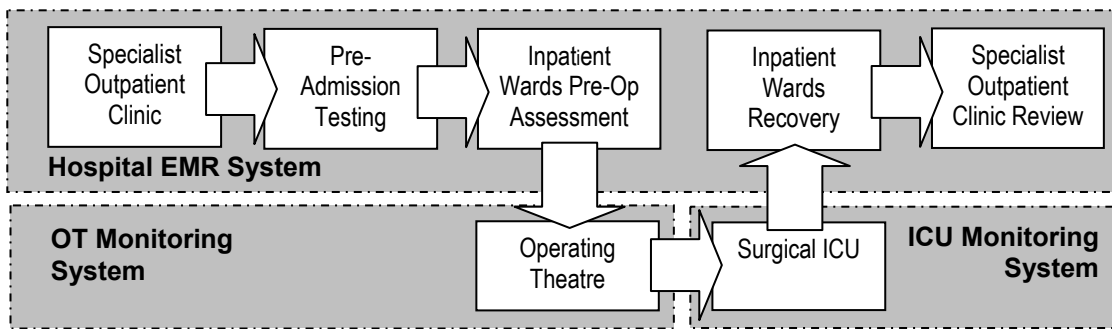 Specialist
Outpatient
Clinic
Pre-
Admission
Testing
Inpatient
Wards Pre-Op
Assessment
Inpatient
Wards
Recovery
Specialist
Outpatient
Clinic Review
Hospital EMR System
OT Monitoring
System
Operating
Theatre
Surgical ICU
ICU Monitoring
System